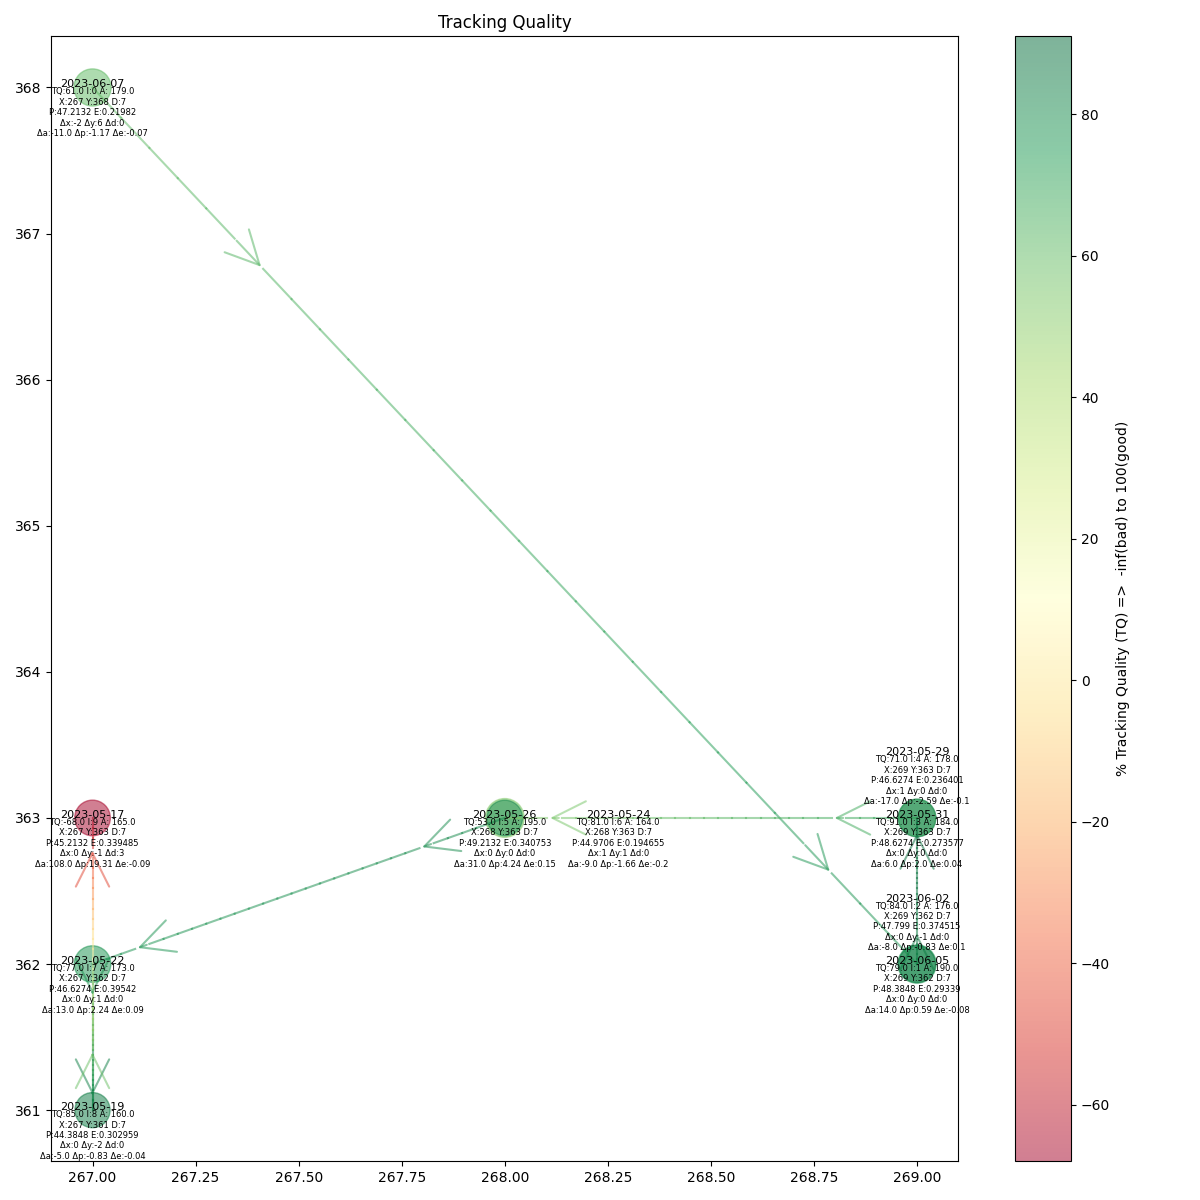 Tracking Quality
2023-06-07
TQ:61.0 I:0 A: 179.0
X:267 Y:368 D:7
P:47.2132 E:0.21982
Δx:-2 Δy:6 Δd:0
Δa:-11.0 Δp:-1.17 Δe:-0.07
2023-05-29
TQ:71.0 I:4 A: 178.0
X:269 Y:363 D:7
P:46.6274 E:0.236401
Δx:1 Δy:0 Δd:0
Δa:-17.0 Δp:-2.59 Δe:-0.1
2023-05-17
TQ:-68.0 I:9 A: 165.0
X:267 Y:363 D:7
P:45.2132 E:0.339485
Δx:0 Δy:-1 Δd:3
Δa:108.0 Δp:19.31 Δe:-0.09
2023-05-26
TQ:53.0 I:5 A: 195.0
X:268 Y:363 D:7
P:49.2132 E:0.340753
Δx:0 Δy:0 Δd:0
Δa:31.0 Δp:4.24 Δe:0.15
2023-05-24
TQ:81.0 I:6 A: 164.0
X:268 Y:363 D:7
P:44.9706 E:0.194655
Δx:1 Δy:1 Δd:0
Δa:-9.0 Δp:-1.66 Δe:-0.2
2023-05-31
TQ:91.0 I:3 A: 184.0
X:269 Y:363 D:7
P:48.6274 E:0.273577
Δx:0 Δy:0 Δd:0
Δa:6.0 Δp:2.0 Δe:0.04
2023-06-02
TQ:84.0 I:2 A: 176.0
X:269 Y:362 D:7
P:47.799 E:0.374515
Δx:0 Δy:-1 Δd:0
Δa:-8.0 Δp:-0.83 Δe:0.1
2023-05-22
TQ:77.0 I:7 A: 173.0
X:267 Y:362 D:7
P:46.6274 E:0.39542
Δx:0 Δy:1 Δd:0
Δa:13.0 Δp:2.24 Δe:0.09
2023-06-05
TQ:79.0 I:1 A: 190.0
X:269 Y:362 D:7
P:48.3848 E:0.29339
Δx:0 Δy:0 Δd:0
Δa:14.0 Δp:0.59 Δe:-0.08
2023-05-19
TQ:85.0 I:8 A: 160.0
X:267 Y:361 D:7
P:44.3848 E:0.302959
Δx:0 Δy:-2 Δd:0
Δa:-5.0 Δp:-0.83 Δe:-0.04
368
367
366
365
364
363
362
361
267.00
267.25
267.50
267.75
268.00
268.25
268.50
268.75
269.00
80
60
40
20
0
−20
−40
−60
% Tracking Quality (TQ) => -inf(bad) to 100(good)